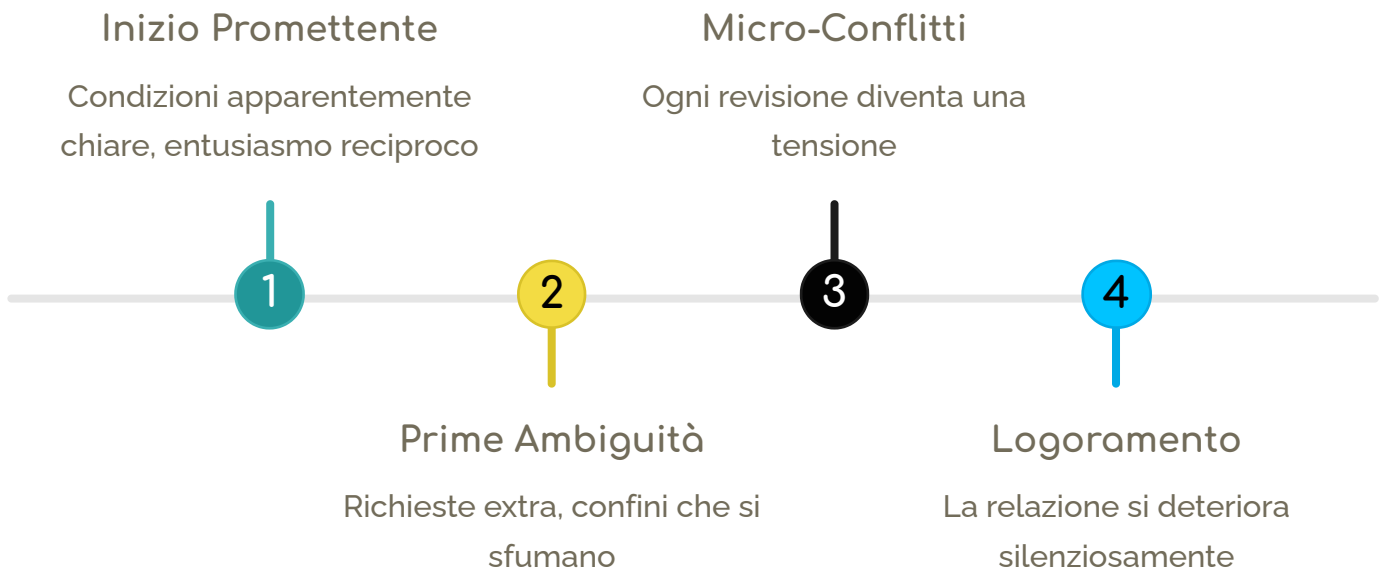 Inizio Promettente
Condizioni apparentemente
chiare, entusiasmo reciproco
1
2
Prime Ambiguità
Richieste extra, confini che si
sfumano
Micro-Conflitti
Ogni revisione diventa una
tensione
3
4
Logoramento
La relazione si deteriora
silenziosamente